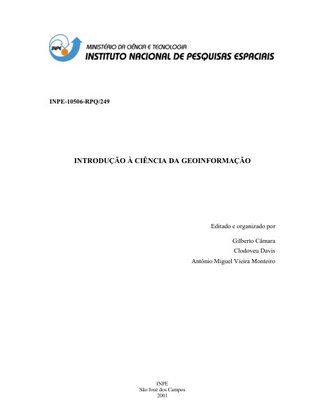 INPE
MINISTÉRIO DA CIÊNCIA E TECNOLOGIA
INSTITUTO NACIONAL DE PESQUISAS ESPACIAIS
INPE-10506-RPQ/249
INTRODUÇÃO À CIÊNCIA DA GEOINFORMAÇÃO
Editado e organizado por
Gilberto Câmara
Clodoveu Davis
Antônio Miguel Vieira Monteiro
INPE
São José dos Campos
2001